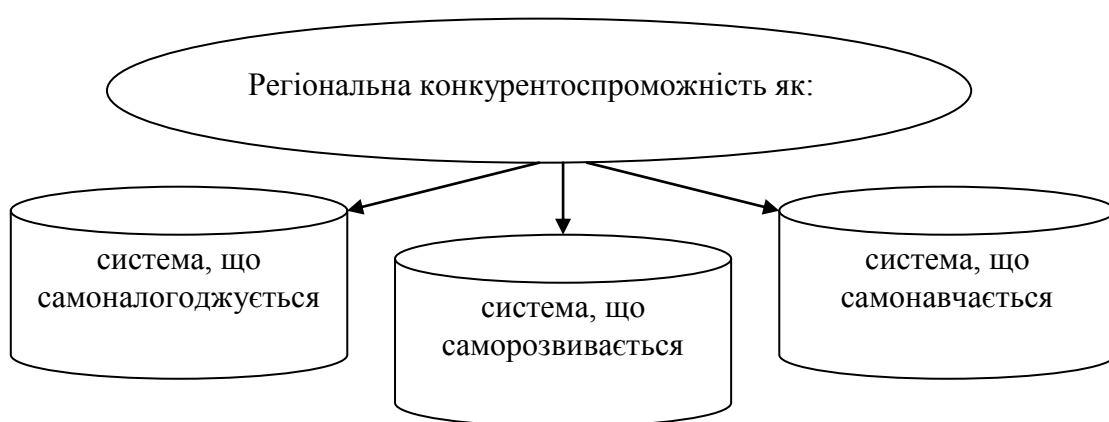 Регіональна конкурентоспроможність як:
система, що
самоналогоджується
система, що
саморозвивається
система, що
самонавчається